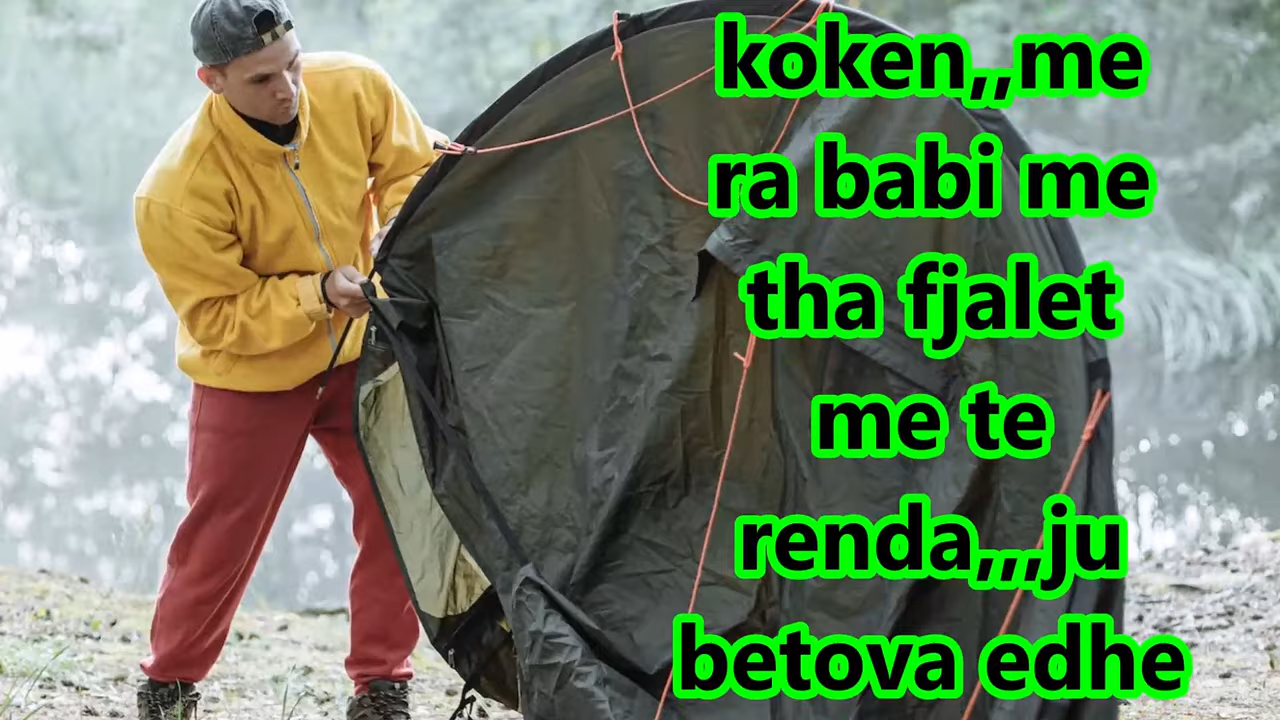 koken,,me
ra babi me
tha fjalet
me te
renda,,,ju
betova edhe